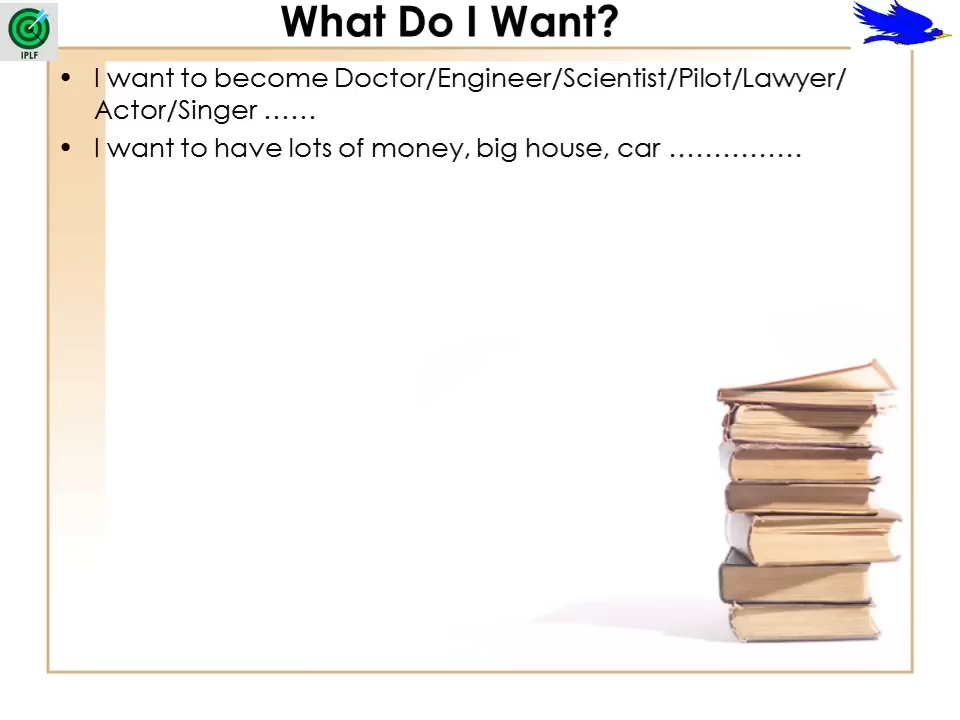 What Do I Want?
IPLF
• I want to become Doctor/Engineer/Scientist/Pilot/Lawyer/
Actor/Singer ……
• I want to have lots of money, big house, car ……………